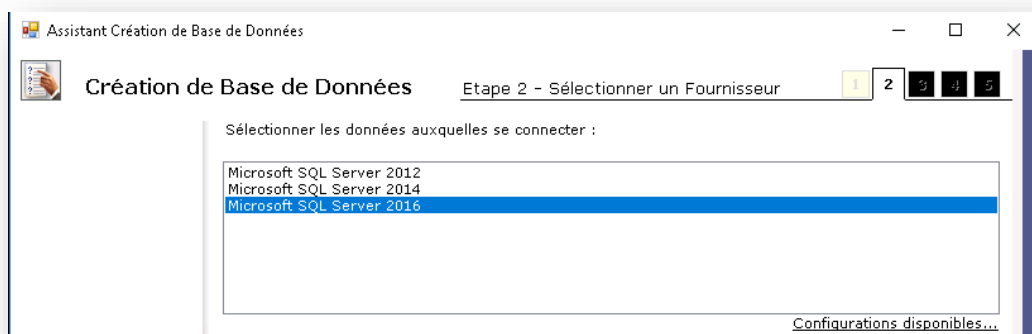 Assistant Création de Base de Données
Création de Base de Données
Etape 2 - Sélectionner un Fournisseur
1 2 3 4 5
Sélectionner les données auxquelles se connecter :
Microsoft SQL Server 2012
Microsoft SQL Server 2014
Microsoft SQL Server 2016
Configurations disponibles...